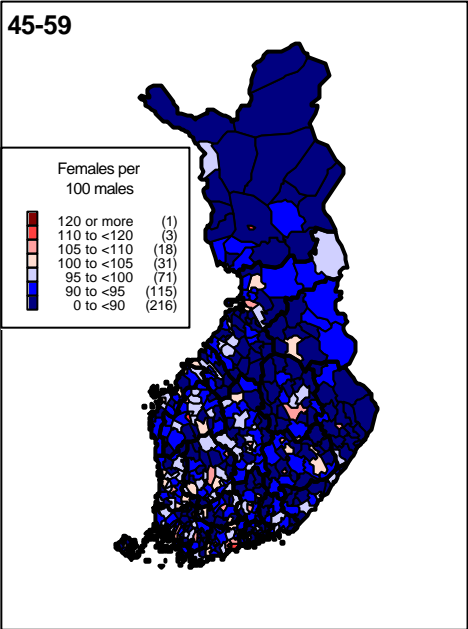 45-59
Females per
100 males
120 or more (1)
110 to <120 (3)
105 to <110 (18)
100 to <105 (31)
95 to <100 (71)
90 to <95 (115)
0 to <90 (216)